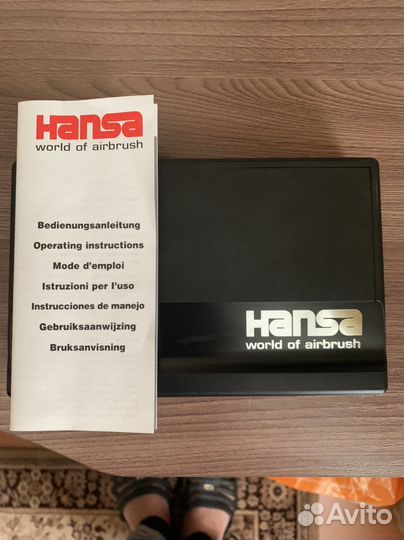 Hansa
world of airbrush
Bedienungsanleitung
Operating instructions
Mode d'emploi
Istruzioni per l'uso
Instrucciones de manejo
Gebruiksaanwijzing
Bruksanvisning
Hansa
world of airbrush
Avito